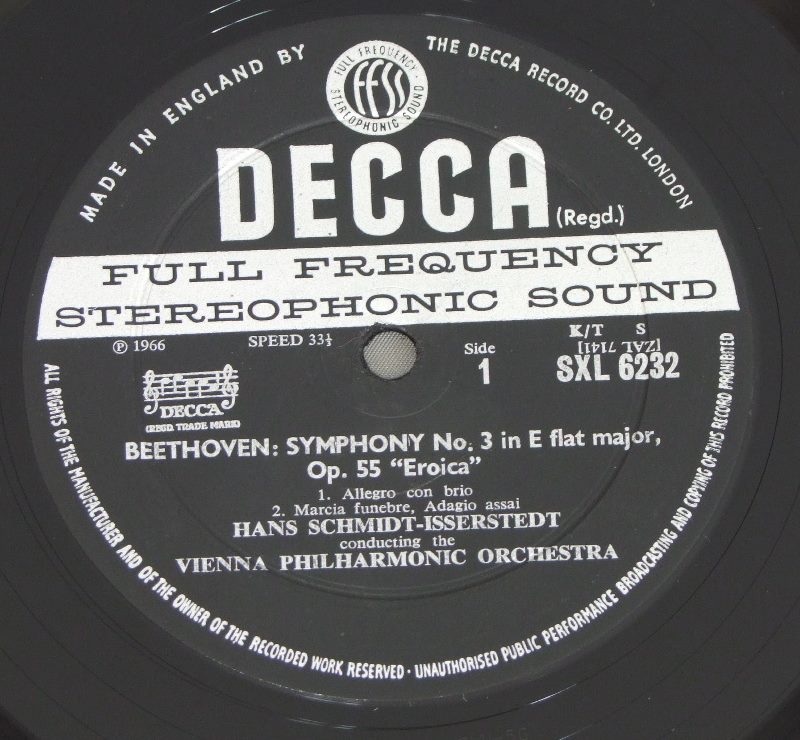 MADE IN ENGLAND BY
FULL FREQUENCY
FFSS
STEREOPHONIC SOUND
THE DECCA RECORD CO. LTD. LONDON
DECCA (Regd.)
FULL FREQUENCY
STEREOPHONIC SOUND
℗ 1966
SPEED 33⅓
Side
1
K/T S
[ZAL 7141]
SXL 6232
DECCA
(REGD. TRADE MARK)
BEETHOVEN: SYMPHONY No. 3 in E flat major,
Op. 55 "Eroica"
1. Allegro con brio
2. Marcia funebre, Adagio assai
HANS SCHMIDT-ISSERSTEDT
conducting the
VIENNA PHILHARMONIC ORCHESTRA
ALL RIGHTS OF THE MANUFACTURER AND OF THE OWNER OF THE RECORDED WORK RESERVED · UNAUTHORISED PUBLIC PERFORMANCE BROADCASTING AND COPYING OF THIS RECORD PROHIBITED